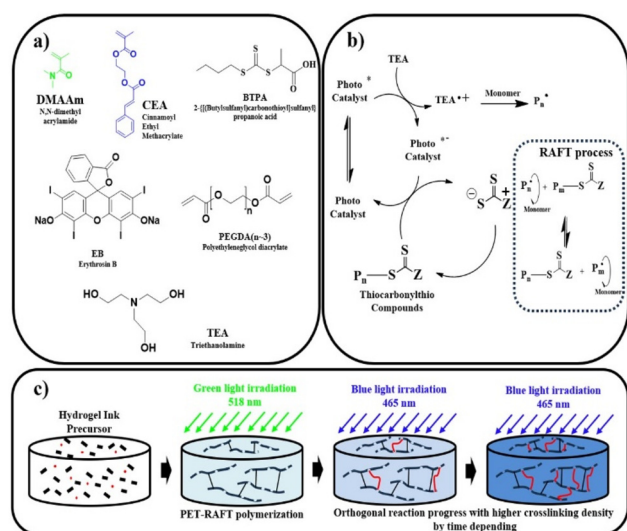 a)
DMAAm
N,N-dimethyl
acrylamide
CEA
Cinnamoyl
Ethyl
Methacrylate
S
S
S
O
OH
BTPA
2-{[(Butylsulfanyl)carbonothioyl]sulfanyl}
propanoic acid
O
O
I
I
NaO
O
ONa
I
I
EB
Erythrosin B
O
O
n
O
O
PEGDA(n~3)
Polyethyleneglycol diacrylate
HO
OH
N
OH
TEA
Triethanolamine
b)
TEA
Photo *
Catalyst
TEA•+
Monomer
Pn•
Photo •-
Catalyst
Photo
Catalyst
S
S
Z
Pn
S
S
Z
Thiocarbonylthio
Compounds
RAFT process
Pn• + Pm S S Z
Monomer
Pn S S Z + Pm•
Monomer
c)
Hydrogel Ink
Precursor
Green light irradiation
518 nm
PET-RAFT polymerization
Blue light irradiation
465 nm
Blue light irradiation
465 nm
Orthogonal reaction progress with higher crosslinking density
by time depending